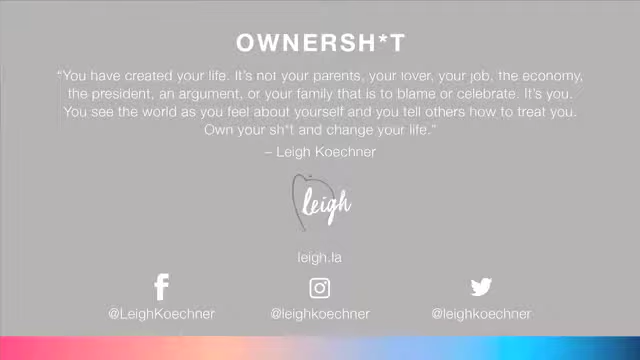 OWNERSH*T
“You have created your life. It’s not your parents, your lover, your job, the economy,
the president, an argument, or your family that is to blame or celebrate. It’s you.
You see the world as you feel about yourself and you tell others how to treat you.
Own your sh*t and change your life.”
– Leigh Koechner
leigh
leigh.la
@LeighKoechner
@leighkoechner
@leighkoechner